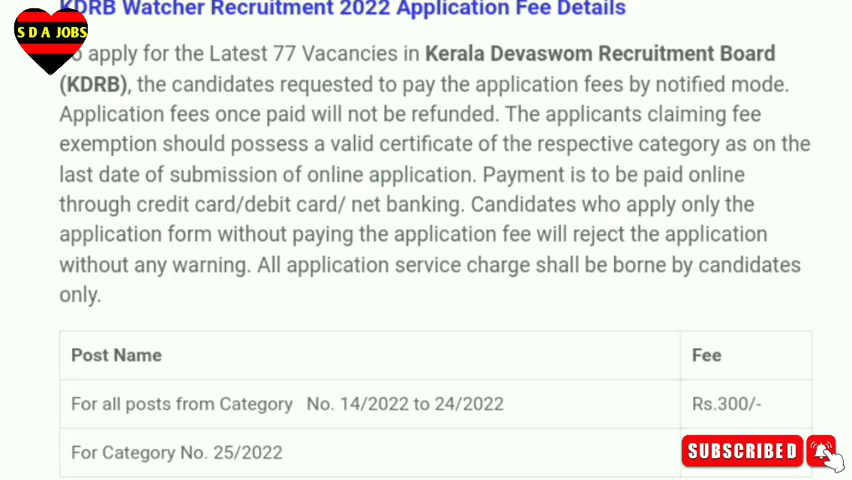 KDRB Watcher Recruitment 2022 Application Fee Details
S D A JOBS
apply for the Latest 77 Vacancies in Kerala Devaswom Recruitment Board
(KDRB), the candidates requested to pay the application fees by notified mode.
Application fees once paid will not be refunded. The applicants claiming fee
exemption should possess a valid certificate of the respective category as on the
last date of submission of online application. Payment is to be paid online
through credit card/debit card/ net banking. Candidates who apply only the
application form without paying the application fee will reject the application
without any warning. All application service charge shall be borne by candidates
only.
Post Name Fee
For all posts from Category No. 14/2022 to 24/2022 Rs.300/-
For Category No. 25/2022
SUBSCRIBED